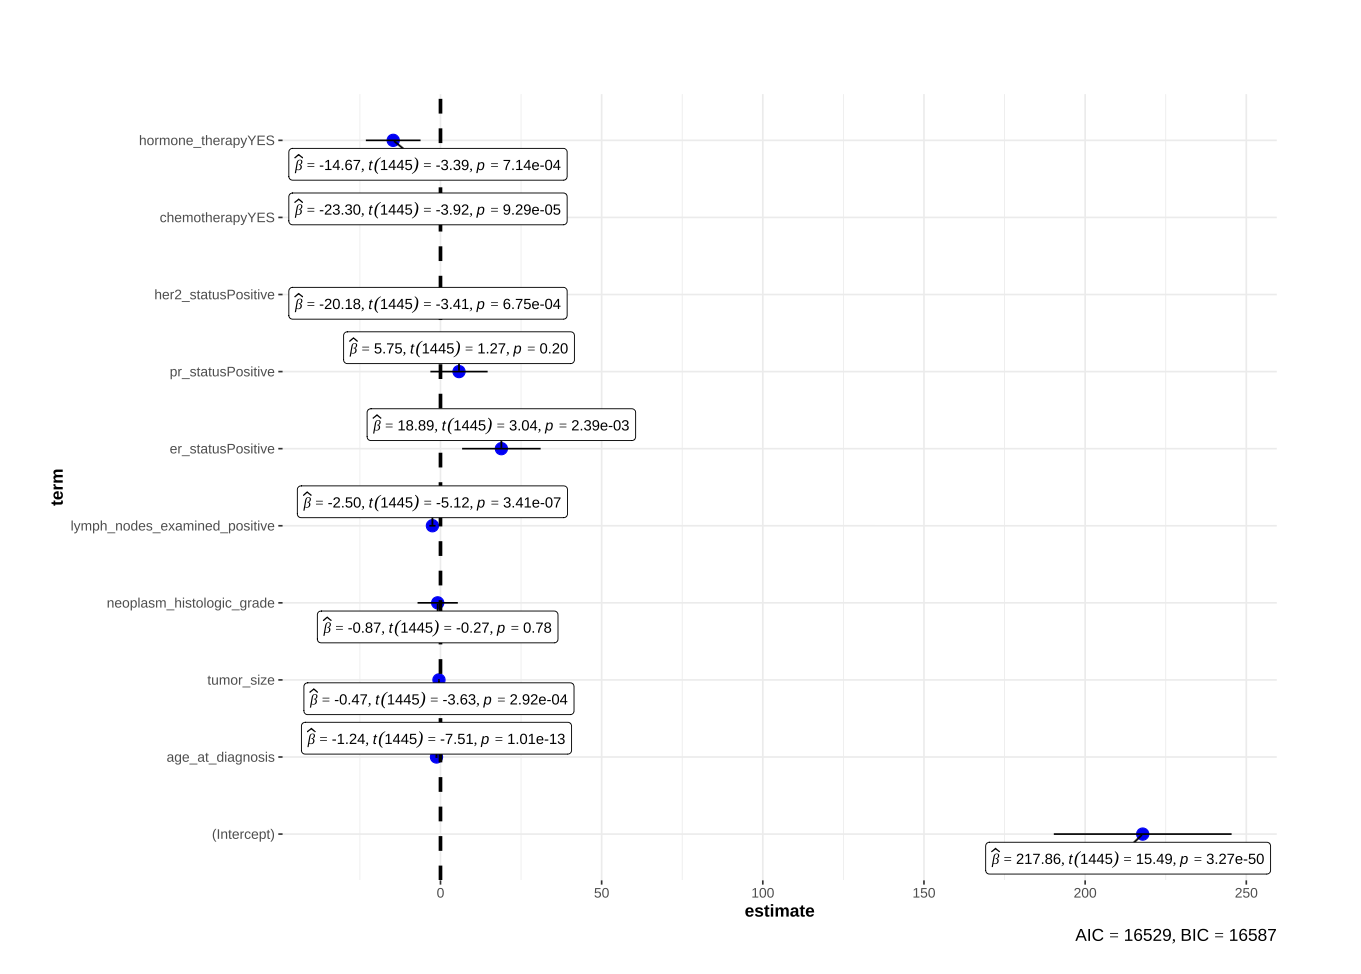 hormone_therapyYES
β̂ = -14.67, t(1445) = -3.39, p = 7.14e-04
chemotherapyYES
β̂ = -23.30, t(1445) = -3.92, p = 9.29e-05
her2_statusPositive
β̂ = -20.18, t(1445) = -3.41, p = 6.75e-04
β̂ = 5.75, t(1445) = 1.27, p = 0.20
pr_statusPositive
β̂ = 18.89, t(1445) = 3.04, p = 2.39e-03
er_statusPositive
term
β̂ = -2.50, t(1445) = -5.12, p = 3.41e-07
lymph_nodes_examined_positive
neoplasm_histologic_grade
β̂ = -0.87, t(1445) = -0.27, p = 0.78
tumor_size
β̂ = -0.47, t(1445) = -3.63, p = 2.92e-04
β̂ = -1.24, t(1445) = -7.51, p = 1.01e-13
age_at_diagnosis
(Intercept)
β̂ = 217.86, t(1445) = 15.49, p = 3.27e-50
0 50 100 150 200 250
estimate
AIC = 16529, BIC = 16587